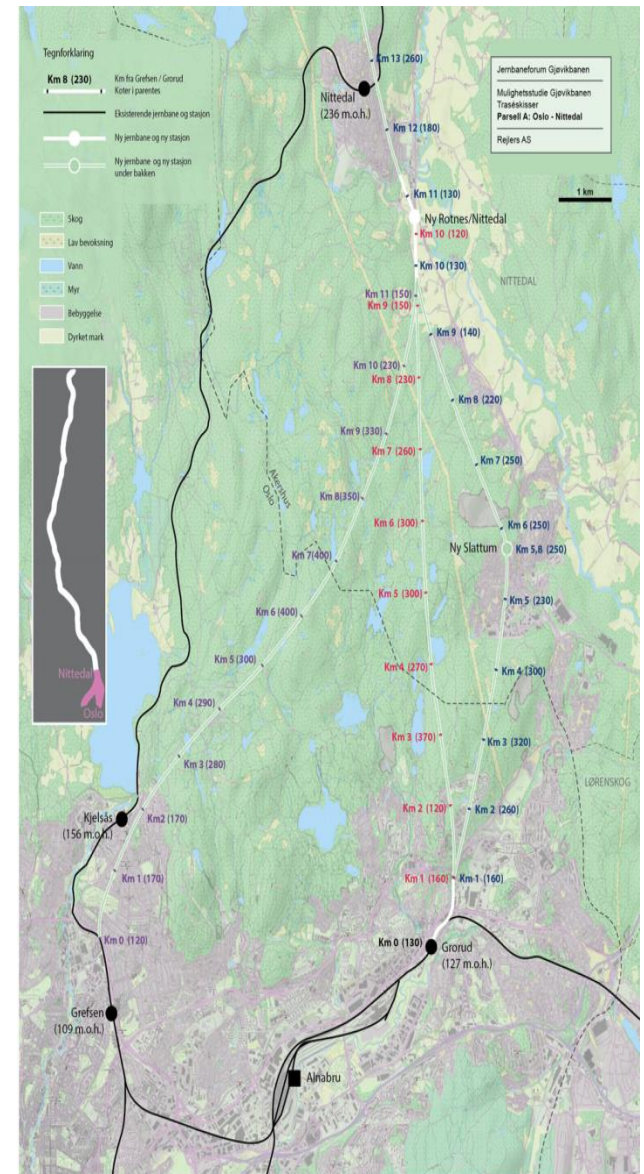 Tegnforklaring
Km 8 (230)
Km fra Grefsen / Grorud
Koter i parentes
Eksisterende jernbane og stasjon
Ny jernbane og ny stasjon
Ny jernbane og ny stasjon
under bakken
Skog
Lav bevoksning
Vann
Myr
Bebyggelse
Dyrket mark
Jernbaneforum Gjøvikbanen
Mulighetsstudie Gjøvikbanen
Traséskisser
Parsell A: Oslo - Nittedal
Rejlers AS
1 km
Km 13 (260)
Nittedal
(236 m.o.h.)
Km 12 (180)
Km 11 (130)
Ny Rotnes/Nittedal
Km 10 (120)
Km 10 (130)
NITTEDAL
Km 11 (150)
Km 9 (150)
Km 9 (140)
Km 10 (230)
Km 8 (230)
Km 8 (220)
Km 9 (330)
Km 7 (260)
Km 7 (250)
Akershus
Oslo
Km 8(350)
Km 6 (300)
Km 6 (250)
Ny Slattum
Km 5,8 (250)
Km 7(400)
Km 5 (300)
Km 5 (230)
Km 6 (400)
Km 5 (300)
Km 4 (270)
Km 4 (300)
Nittedal
Oslo
Km 4 (290)
Km 3 (370)
Km 3 (320)
Km 3 (280)
LØRENSKOG
Km2 (170)
Km 2 (120)
Km 2 (260)
Kjelsås
(156 m.o.h.)
Km 1 (170)
Km 1 (160)
Km 1 (160)
Km 0 (120)
Km 0 (130)
Grorud
(127 m.o.h.)
Grefsen
(109 m.o.h.)
Alnabru